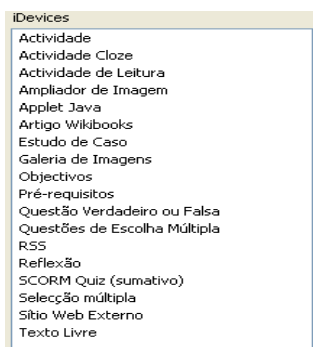 iDevices
Actividade
Actividade Cloze
Actividade de Leitura
Ampliador de Imagem
Applet Java
Artigo Wikibooks
Estudo de Caso
Galeria de Imagens
Objectivos
Pré-requisitos
Questão Verdadeiro ou Falsa
Questões de Escolha Múltipla
RSS
Reflexão
SCORM Quiz (sumativo)
Selecção múltipla
Sítio Web Externo
Texto Livre